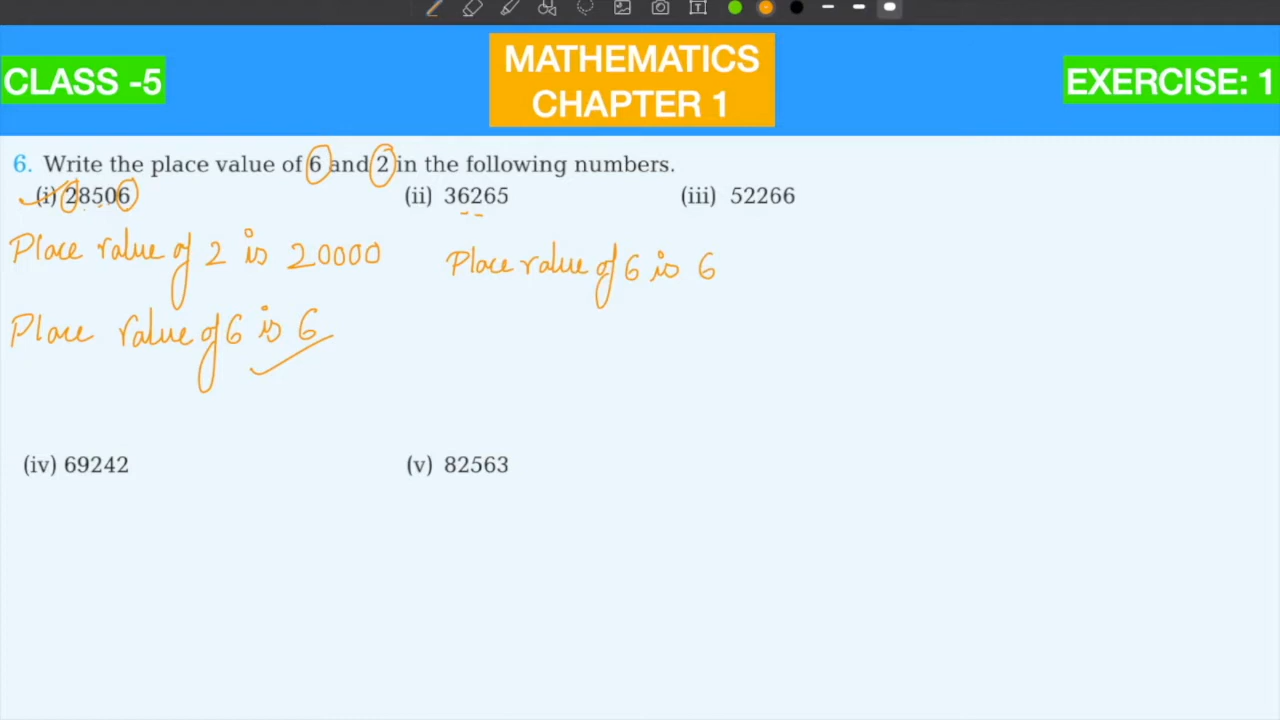 CLASS -5
MATHEMATICS
CHAPTER 1
EXERCISE: 1
6. Write the place value of 6 and 2 in the following numbers.
(i) 28506 (ii) 36265 (iii) 52266
Place value of 2 is 20000
Place value of 6 is 6
Place value of 6 is 6
(iv) 69242 (v) 82563